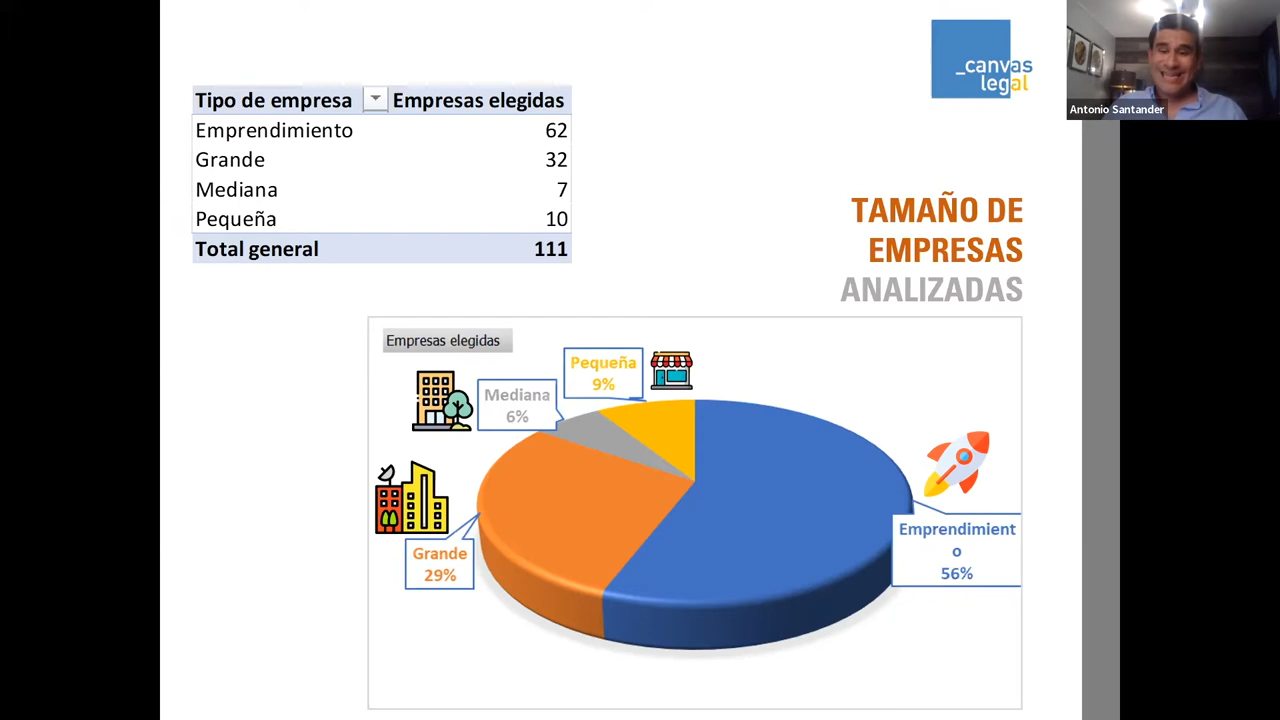 _canvas
legal
Antonio Santander
Tipo de empresa Empresas elegidas
Emprendimiento 62
Grande 32
Mediana 7
Pequeña 10
Total general 111
TAMAÑO DE
EMPRESAS
ANALIZADAS
Empresas elegidas
Pequeña
9%
Mediana
6%
Grande
29%
Emprendimient
o
56%